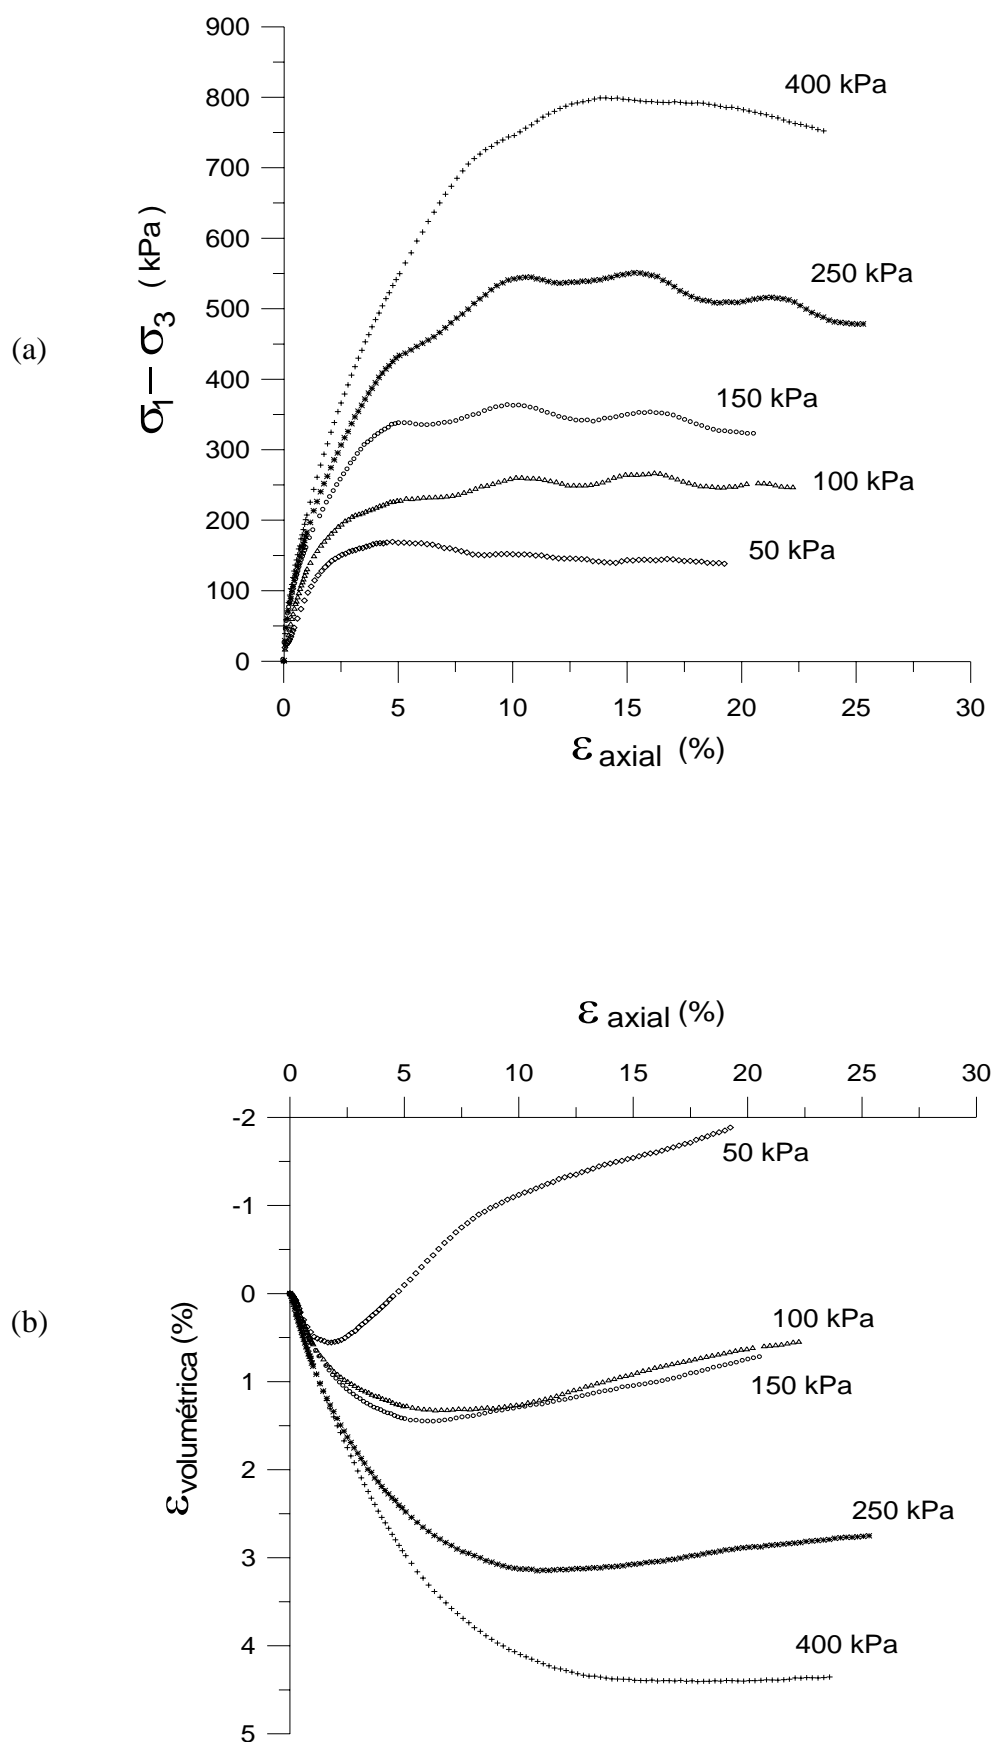 900
800
700
600
500
400
300
200
100
0
σ1 – σ3 (kPa)
(a)
400 kPa
250 kPa
150 kPa
100 kPa
50 kPa
0 5 10 15 20 25 30
ε axial (%)
ε axial (%)
0 5 10 15 20 25 30
-2
-1
0
1
2
3
4
5
ε volumétrica (%)
(b)
50 kPa
100 kPa
150 kPa
250 kPa
400 kPa